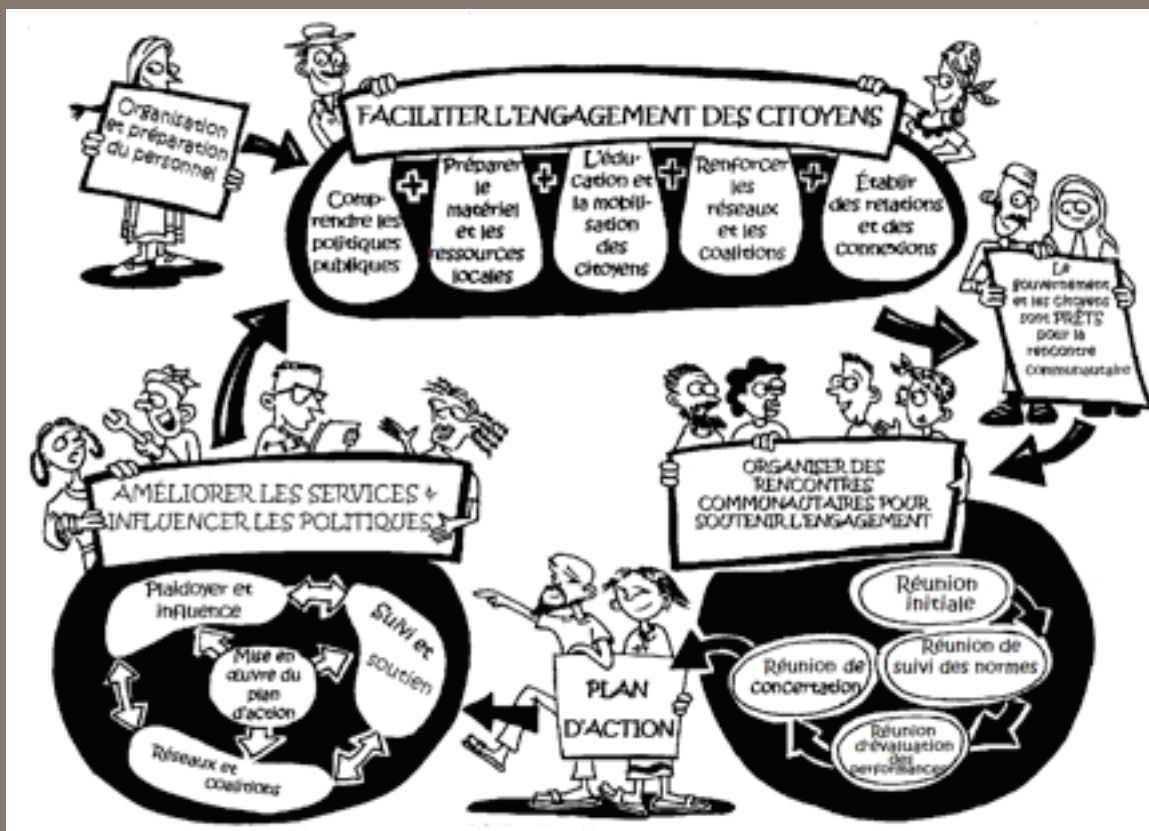 Organisation
et préparation
du personnel
FACILITER L'ENGAGEMENT DES CITOYENS
Comp-
rendre les
politiques
publiques
+
Préparer
le
matériel
et les
ressources
locales
+
L'édu-
cation et
la mobili-
sation
des
citoyens
+
Renforcer
les
réseaux
et les
coalitions
+
Établir
des relations
et des
connexions
Le
gouvernement
et les citoyens
sont PRÊTS
pour la
rencontre
communautaire
ORGANISER DES
RENCONTRES
COMMUNAUTAIRES POUR
SOUTENIR L'ENGAGEMENT
Réunion
initiale
Réunion de
suivi des normes
Réunion
d'évaluation
des
performances
Réunion de
concertation
PLAN
D'ACTION
AMÉLIORER LES SERVICES &
INFLUENCER LES POLITIQUES
Plaidoyer et
influence
Suivi et
soutien
Mise en
œuvre du
plan
d'action
Réseaux et
coalitions